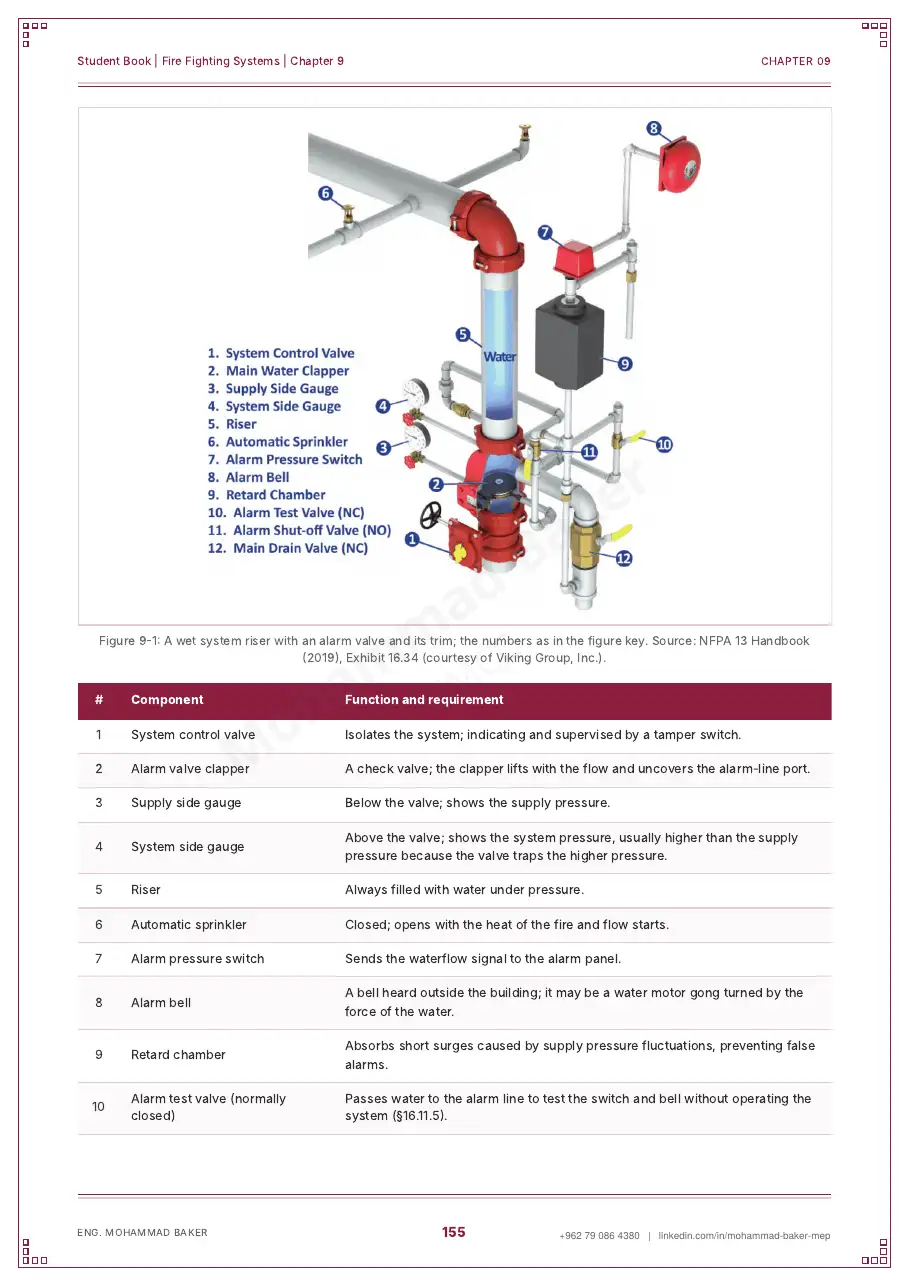 Student Book | Fire Fighting Systems | Chapter 9
CHAPTER 09
8
6
7
5
Water
9
4
3
10
11
2
1
12
1. System Control Valve
2. Main Water Clapper
3. Supply Side Gauge
4. System Side Gauge
5. Riser
6. Automatic Sprinkler
7. Alarm Pressure Switch
8. Alarm Bell
9. Retard Chamber
10. Alarm Test Valve (NC)
11. Alarm Shut-off Valve (NO)
12. Main Drain Valve (NC)
Figure 9-1: A wet system riser with an alarm valve and its trim; the numbers as in the figure key. Source: NFPA 13 Handbook
(2019), Exhibit 16.34 (courtesy of Viking Group, Inc.).
# Component Function and requirement
1 System control valve Isolates the system; indicating and supervised by a tamper switch.
2 Alarm valve clapper A check valve; the clapper lifts with the flow and uncovers the alarm-line port.
3 Supply side gauge Below the valve; shows the supply pressure.
4 System side gauge Above the valve; shows the system pressure, usually higher than the supply
pressure because the valve traps the higher pressure.
5 Riser Always filled with water under pressure.
6 Automatic sprinkler Closed; opens with the heat of the fire and flow starts.
7 Alarm pressure switch Sends the waterflow signal to the alarm panel.
8 Alarm bell A bell heard outside the building; it may be a water motor gong turned by the
force of the water.
9 Retard chamber Absorbs short surges caused by supply pressure fluctuations, preventing false
alarms.
10 Alarm test valve (normally closed) Passes water to the alarm line to test the switch and bell without operating the
system (§16.11.5).
Mohammad Baker
ENG. MOHAMMAD BAKER
155
+962 79 086 4380 | linkedin.com/in/mohammad-baker-mep